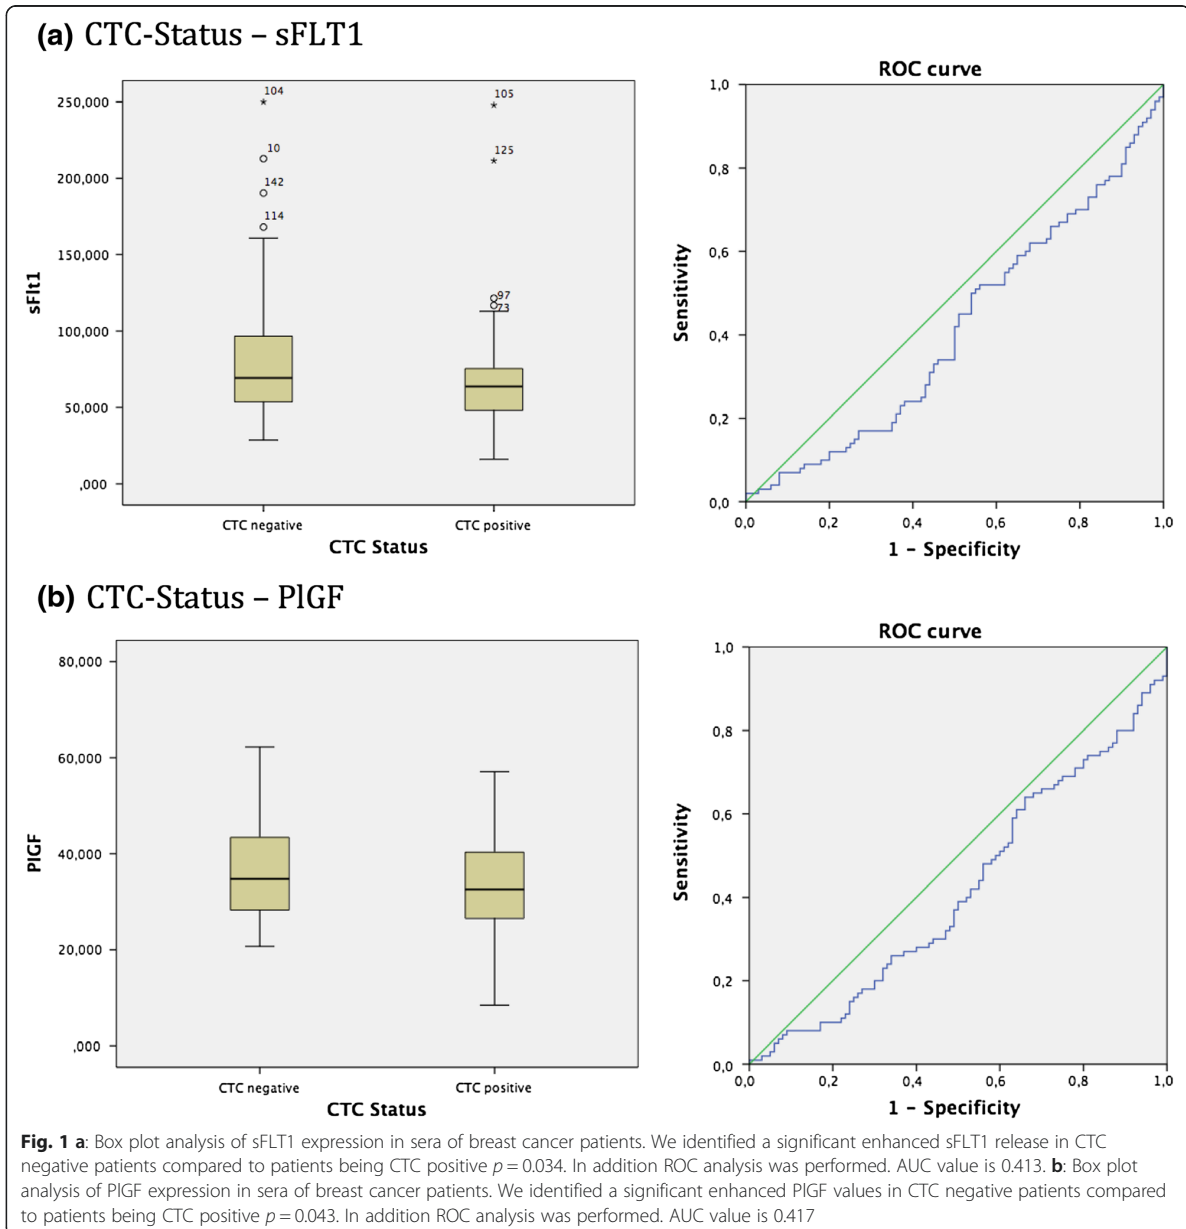 (a) CTC-Status – sFLT1
250,000
200,000
150,000
100,000
50,000
,000
sFlt1
104
10
142
114
105
125
97
73
CTC negative
CTC positive
CTC Status
ROC curve
1,0
0,8
0,6
0,4
0,2
0,0
Sensitivity
0,0
0,2
0,4
0,6
0,8
1,0
1 – Specificity
(b) CTC-Status – PlGF
80,000
60,000
40,000
20,000
,000
PlGF
CTC negative
CTC positive
CTC Status
ROC curve
1,0
0,8
0,6
0,4
0,2
0,0
Sensitivity
0,0
0,2
0,4
0,6
0,8
1,0
1 – Specificity
Fig. 1 a: Box plot analysis of sFLT1 expression in sera of breast cancer patients. We identified a significant enhanced sFLT1 release in CTC
negative patients compared to patients being CTC positive p = 0.034. In addition ROC analysis was performed. AUC value is 0.413. b: Box plot
analysis of PlGF expression in sera of breast cancer patients. We identified a significant enhanced PlGF values in CTC negative patients compared
to patients being CTC positive p = 0.043. In addition ROC analysis was performed. AUC value is 0.417